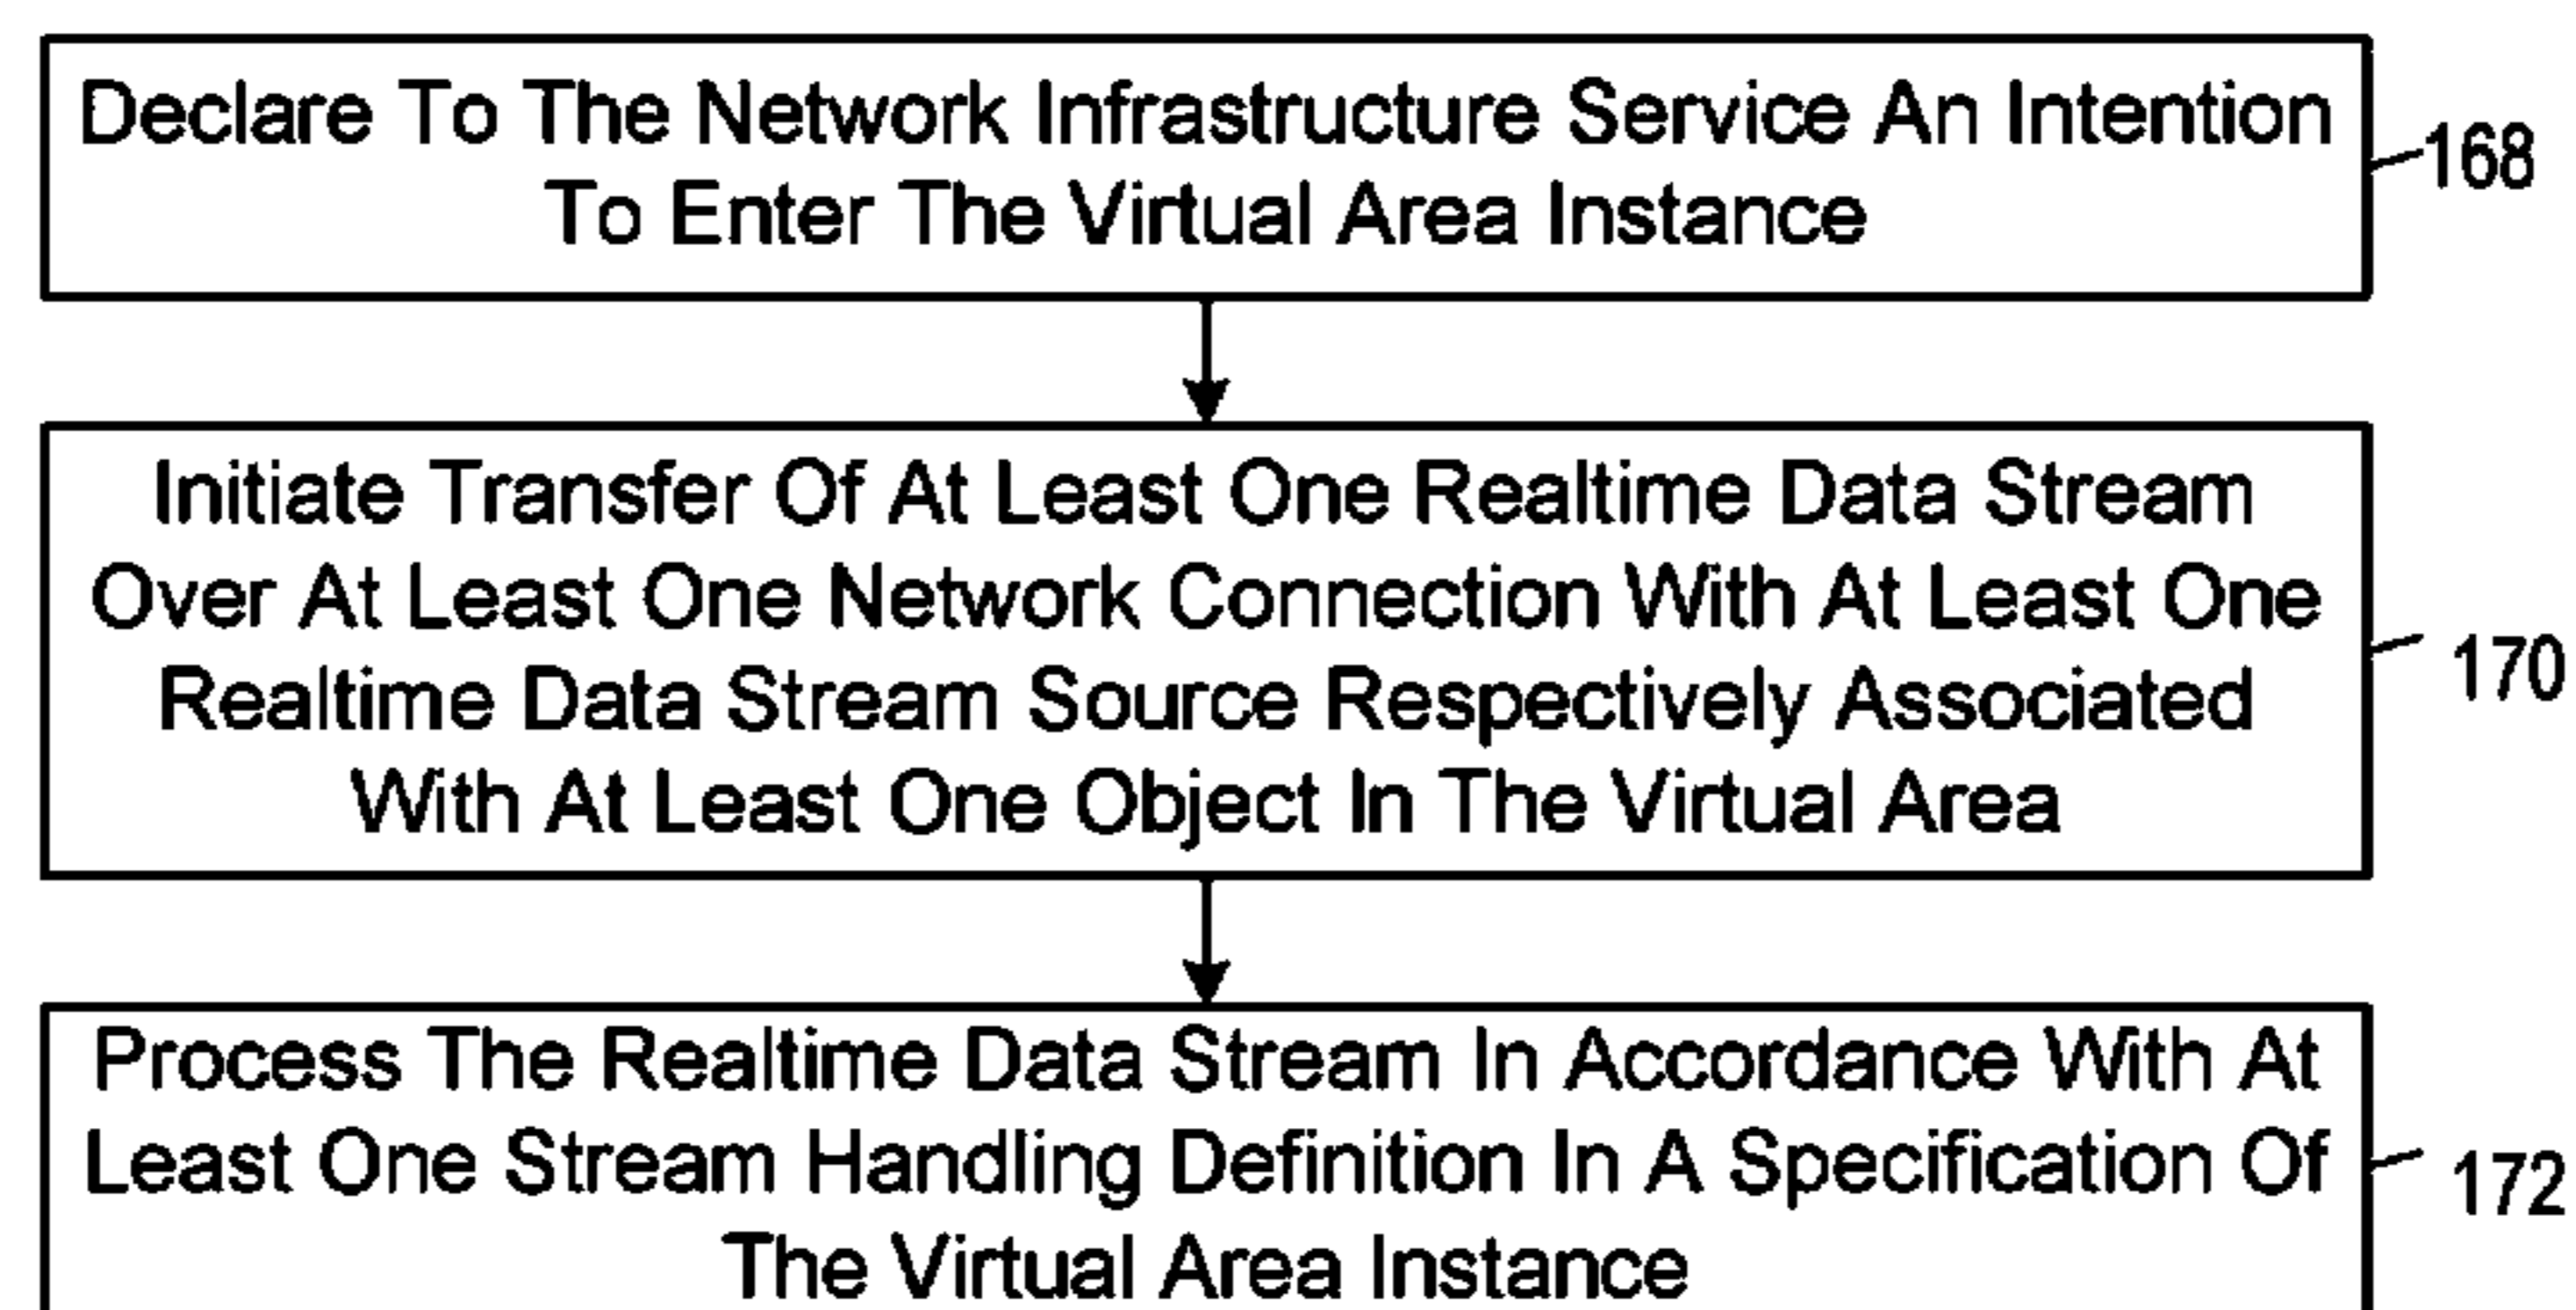 Declare To The Network Infrastructure Service An Intention
To Enter The Virtual Area Instance
168
Initiate Transfer Of At Least One Realtime Data Stream
Over At Least One Network Connection With At Least One
Realtime Data Stream Source Respectively Associated
With At Least One Object In The Virtual Area
170
Process The Realtime Data Stream In Accordance With At
Least One Stream Handling Definition In A Specification Of
The Virtual Area Instance
172